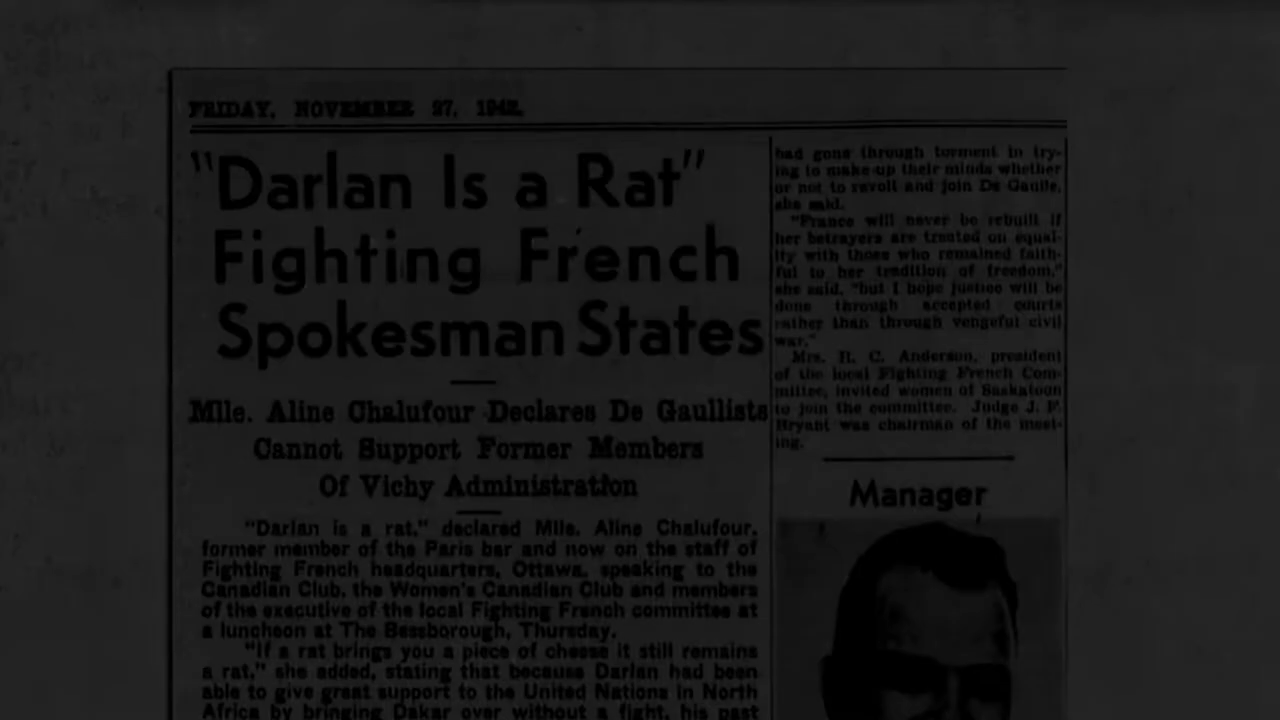 FRIDAY, NOVEMBER 27, 1942.
"Darlan Is a Rat"
Fighting French
Spokesman States
Mlle. Aline Chalufour Declares De Gaullists
Cannot Support Former Members
Of Vichy Administration
"Darlan is a rat," declared Mlle. Aline Chalufour,
former member of the Paris bar and now on the staff of
Fighting French headquarters, Ottawa, speaking to the
Canadian Club, the Women's Canadian Club and members
of the executive of the local Fighting French committee at
a luncheon at The Bessborough, Thursday.
"If a rat brings you a piece of cheese it still remains
a rat," she added, stating that because Darlan had been
able to give great support to the United Nations in North
Africa by bringing Dakar over without a fight, his past
had gone through torment in try-
ing to make up their minds whether
or not to revolt and join De Gaulle,
she said.
"France will never be rebuilt if
her betrayers are treated on equal-
ity with those who remained faith-
ful to her tradition of freedom,"
she said, "but I hope justice will be
done through accepted courts
rather than through vengeful civil
war."
Mrs. R. C. Anderson, president
of the local Fighting French Com-
mittee, invited women of Saskatoon
to join the committee. Judge J. F.
Bryant was chairman of the meet-
ing.
Manager